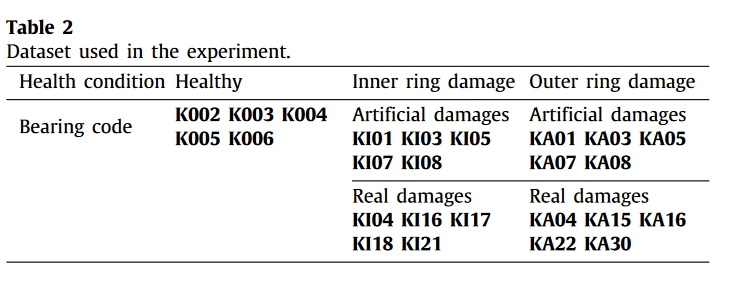 Table 2
Dataset used in the experiment.
Health condition Healthy Inner ring damage Outer ring damage
Bearing code
K002 K003 K004
K005 K006
Artificial damages
KI01 KI03 KI05
KI07 KI08
Artificial damages
KA01 KA03 KA05
KA07 KA08
Real damages
KI04 KI16 KI17
KI18 KI21
Real damages
KA04 KA15 KA16
KA22 KA30